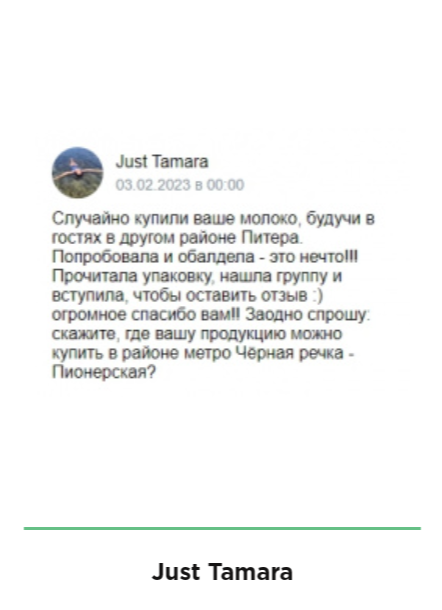 Just Tamara
03.02.2023 в 00:00
Случайно купили ваше молоко, будучи в
гостях в другом районе Питера.
Попробовала и обалдела - это нечто!!!
Прочитала упаковку, нашла группу и
вступила, чтобы оставить отзыв :)
огромное спасибо вам!! Заодно спрошу:
скажите, где вашу продукцию можно
купить в районе метро Чёрная речка -
Пионерская?
Just Tamara